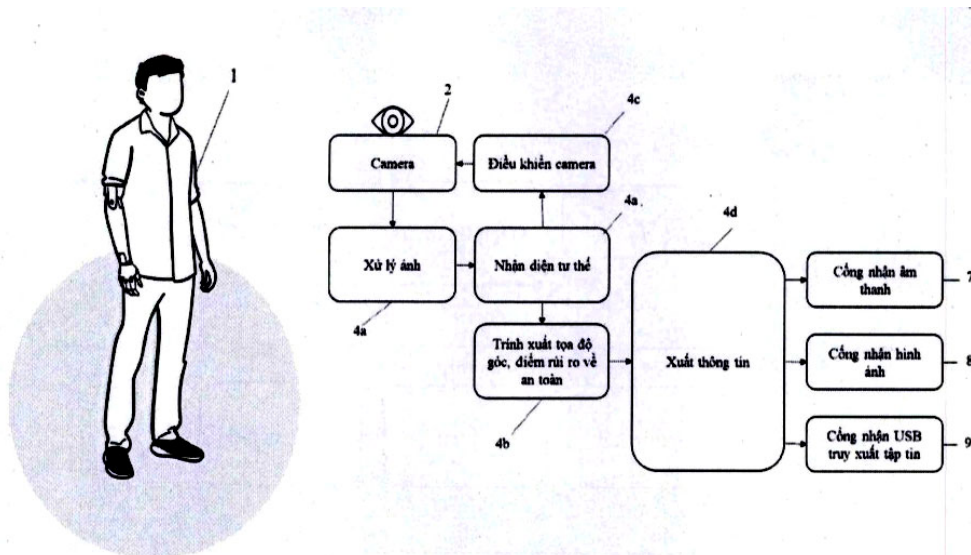 1
2
4c
Camera
Điều khiển camera
4a
4d
Xử lý ảnh
Nhận diện tư thế
Cổng nhận âm
thanh
7
4a
Trính xuất tọa độ
góc, điểm rủi ro về
an toàn
Xuất thông tin
Cổng nhận hình
ảnh
8
4b
Cổng nhận USB
truy xuất tập tin
9